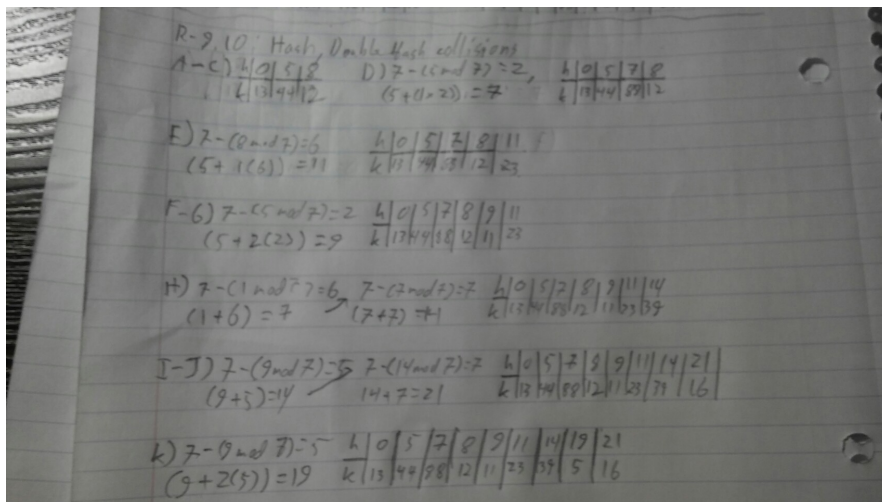 R-9.10: Hash, Double Hash collisions
A-C) h|0|5|8 D) 7-(5 mod 7)=2, h|0|5|7|8
k|13|44|12 (5+(1×2)) =7 k|13|44|88|12
E) 7-(8 mod 7)=6 h|0|5|7|8|11
(5+1(6)) =11 k|13|44|88|12|23
F-G) 7-(5 mod 7)=2 h|0|5|7|8|9|11
(5+2(2)) =9 k|13|44|88|12|11|23
H) 7-(1 mod 7)=6 7-(7 mod 7)=7 h|0|5|7|8|9|11|14
(1+6) =7 (7+7) = k|13|44|88|12|11|23|39
I-J) 7-(9 mod 7)=5 7-(14 mod 7)=7 h|0|5|7|8|9|11|14|21
(9+5)=14 14+7=21 k|13|44|88|12|11|23|39|16
K) 7-(9 mod 7)=5 h|0|5|7|8|9|11|14|19|21
(9+2(5)) =19 k|13|44|88|12|11|23|39|5|16